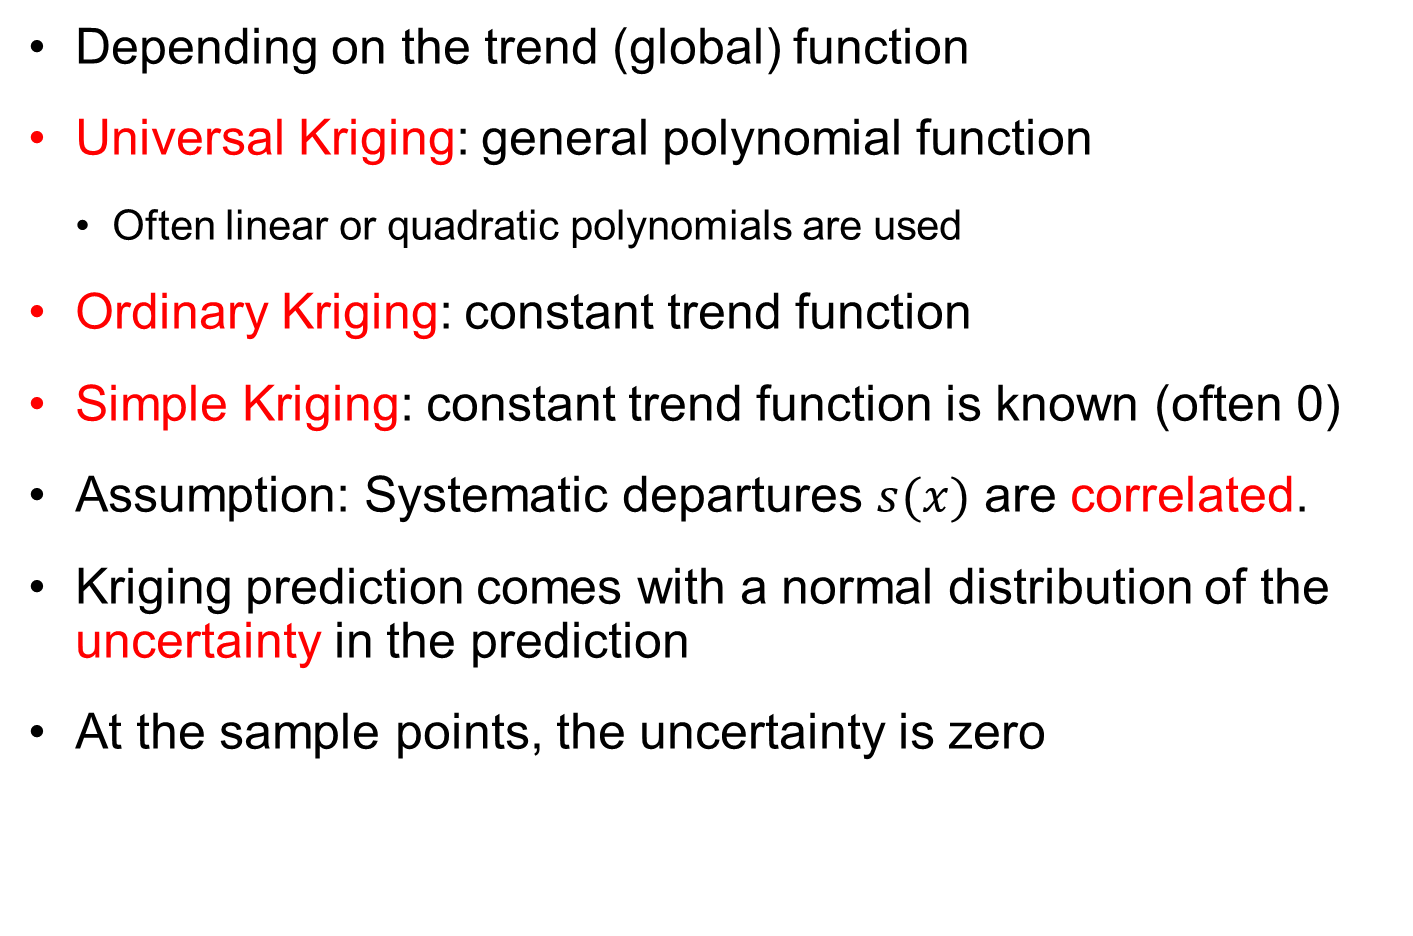 • Depending on the trend (global) function
• Universal Kriging: general polynomial function
• Often linear or quadratic polynomials are used
• Ordinary Kriging: constant trend function
• Simple Kriging: constant trend function is known (often 0)
• Assumption: Systematic departures 𝑠(𝑥) are correlated.
• Kriging prediction comes with a normal distribution of the
uncertainty in the prediction
• At the sample points, the uncertainty is zero